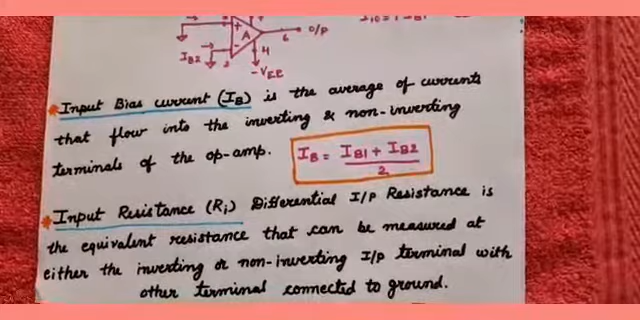 +
A
-
O/P
6
4
IB2
-VEE
Input Bias current (IB) is the average of currents
that flow into the inverting & non-inverting
terminals of the op-amp.
IB = IB1 + IB2
2
Input Resistance (Ri) Differential I/P Resistance is
the equivalent resistance that can be measured at
either the inverting or non-inverting I/P terminal with
other terminal connected to ground.